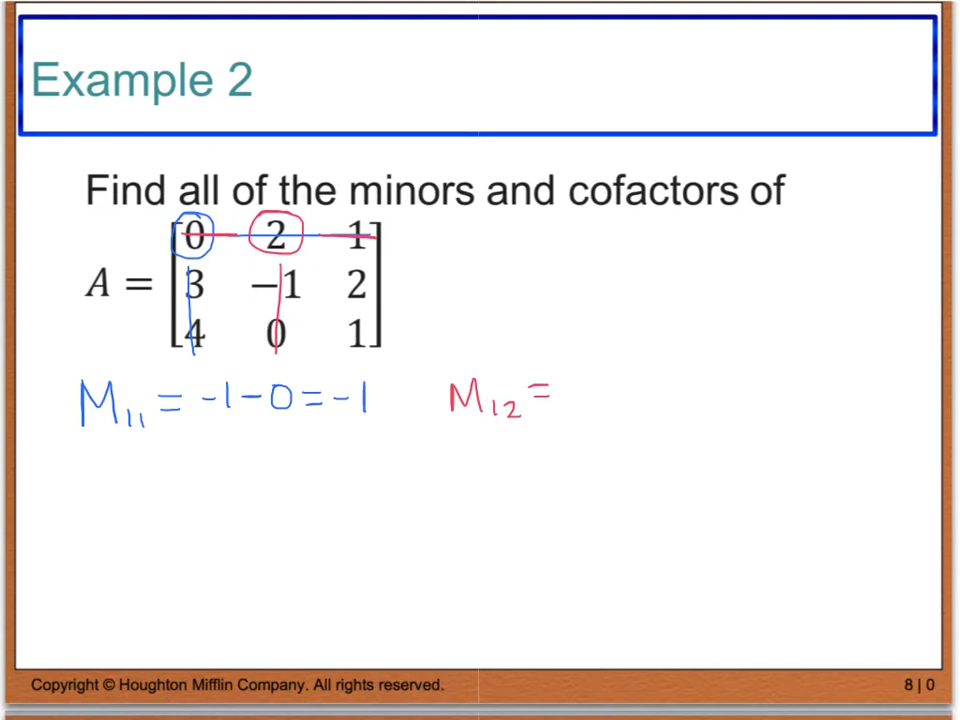 Example 2
Find all of the minors and cofactors of
0 2 1
A = 3 −1 2
4 0 1
M₁₁ = -1 - 0 = -1 M₁₂ =
Copyright © Houghton Mifflin Company. All rights reserved. 8 | 0